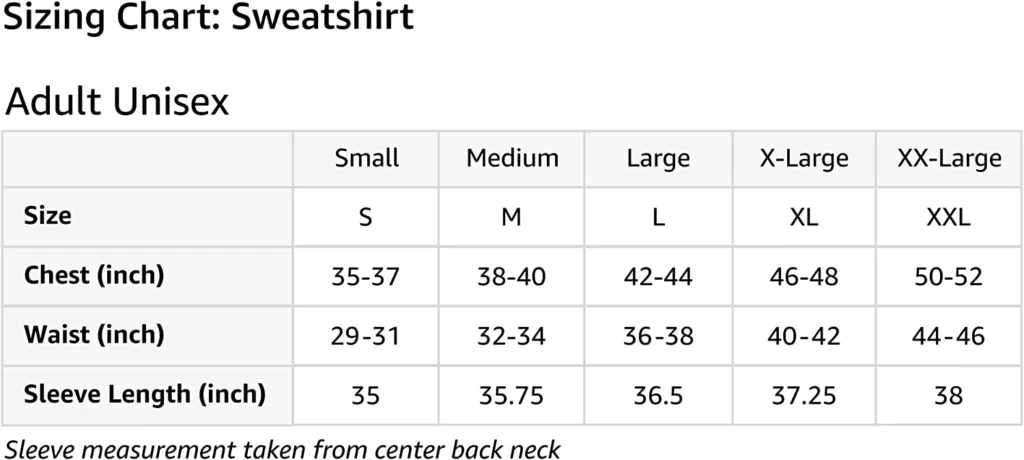 Sizing Chart: Sweatshirt
Adult Unisex
Small Medium Large X-Large XX-Large
Size S M L XL XXL
Chest (inch) 35-37 38-40 42-44 46-48 50-52
Waist (inch) 29-31 32-34 36-38 40-42 44-46
Sleeve Length (inch) 35 35.75 36.5 37.25 38
Sleeve measurement taken from center back neck